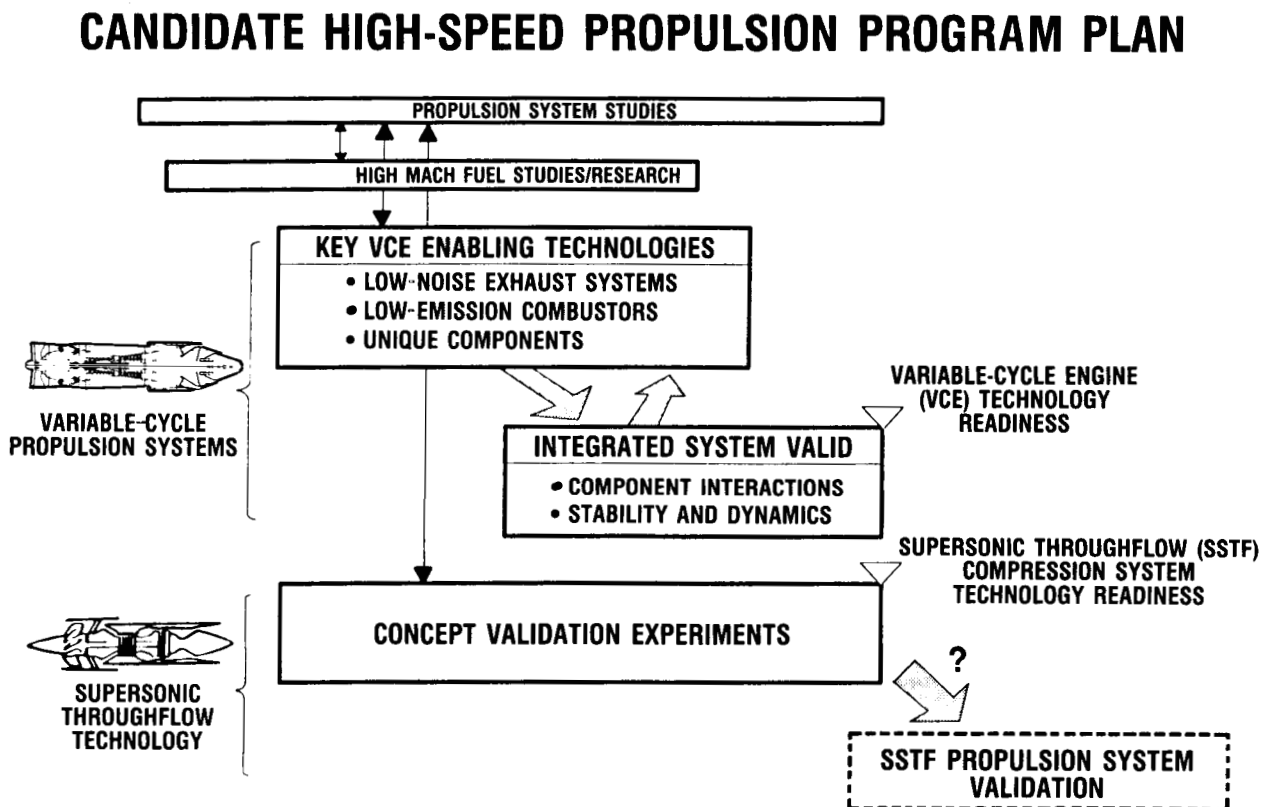 CANDIDATE HIGH-SPEED PROPULSION PROGRAM PLAN
PROPULSION SYSTEM STUDIES
HIGH MACH FUEL STUDIES/RESEARCH
KEY VCE ENABLING TECHNOLOGIES
• LOW-NOISE EXHAUST SYSTEMS
• LOW-EMISSION COMBUSTORS
• UNIQUE COMPONENTS
VARIABLE-CYCLE
PROPULSION SYSTEMS
VARIABLE-CYCLE ENGINE
(VCE) TECHNOLOGY
READINESS
INTEGRATED SYSTEM VALID
• COMPONENT INTERACTIONS
• STABILITY AND DYNAMICS
SUPERSONIC THROUGHFLOW (SSTF)
COMPRESSION SYSTEM
TECHNOLOGY READINESS
CONCEPT VALIDATION EXPERIMENTS
SUPERSONIC
THROUGHFLOW
TECHNOLOGY
?
SSTF PROPULSION SYSTEM
VALIDATION